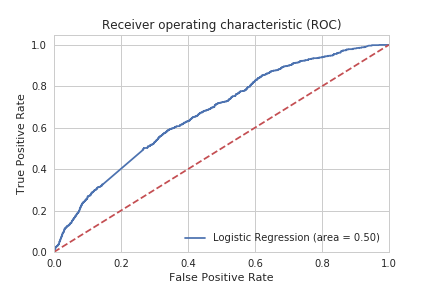 Receiver operating characteristic (ROC)
1.0
0.8
0.6
0.4
0.2
0.0
True Positive Rate
Logistic Regression (area = 0.50)
0.0 0.2 0.4 0.6 0.8 1.0
False Positive Rate